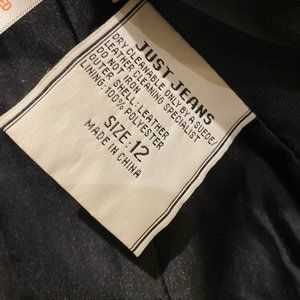 ED
JUST JEANS
DRY CLEANABLE ONLY BY A SUEDE/
LEATHER CLEANING SPECIALIST
DO NOT IRON
OUTER SHELL: LEATHER
LINING: 100% POLYESTER
SIZE: 12
MADE IN CHINA